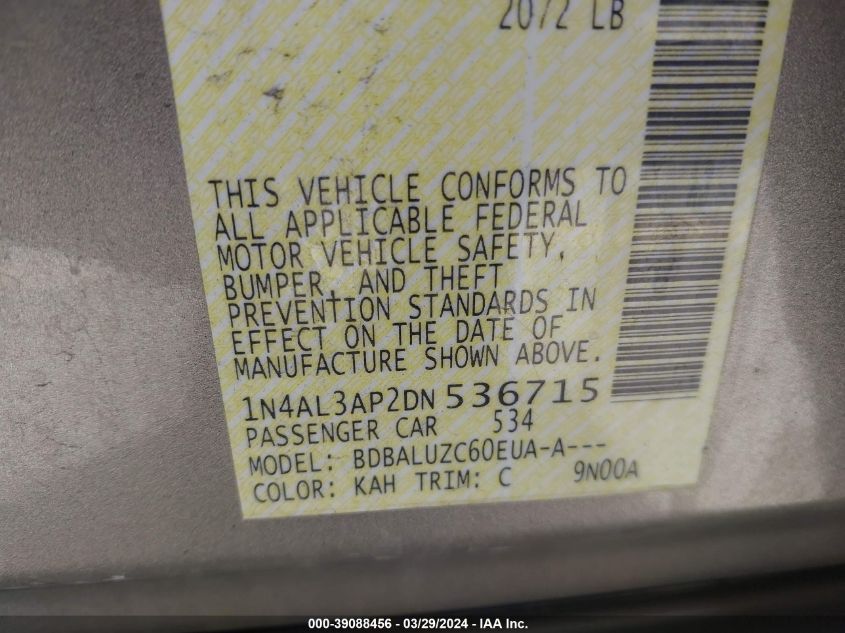 2072 LB
THIS VEHICLE CONFORMS TO
ALL APPLICABLE FEDERAL
MOTOR VEHICLE SAFETY,
BUMPER, AND THEFT
PREVENTION STANDARDS IN
EFFECT ON THE DATE OF
MANUFACTURE SHOWN ABOVE.
1N4AL3AP2DN 536715
PASSENGER CAR 534
MODEL: BDBALUZC60EUA-A---
COLOR: KAH TRIM: C 9N00A
000-39088456 – 03/29/2024 - IAA Inc.